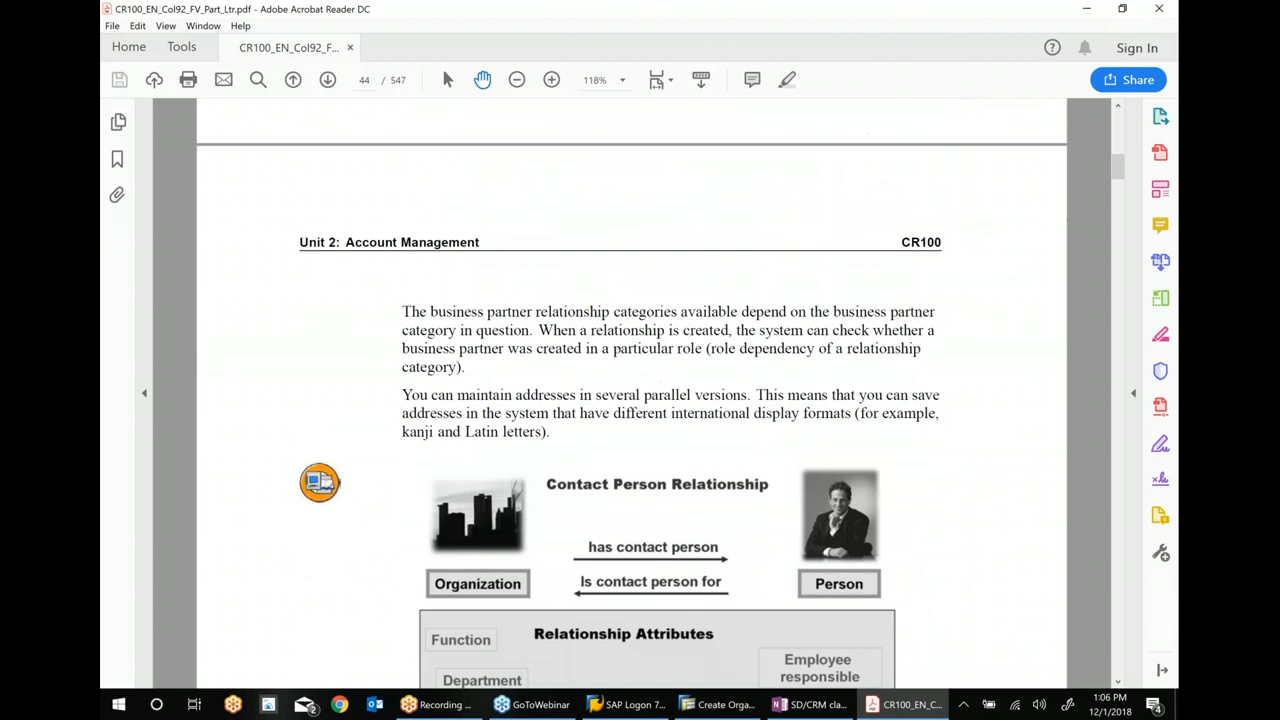 CR100_EN_Col92_FV_Part_Ltr.pdf - Adobe Acrobat Reader DC
File Edit View Window Help
Home Tools CR100_EN_Col92_F... × Sign In
44 / 547 118% Share
Unit 2: Account Management CR100
The business partner relationship categories available depend on the business partner
category in question. When a relationship is created, the system can check whether a
business partner was created in a particular role (role dependency of a relationship
category).
You can maintain addresses in several parallel versions. This means that you can save
addresses in the system that have different international display formats (for example,
kanji and Latin letters).
Contact Person Relationship
has contact person
Is contact person for
Organization Person
Relationship Attributes
Function
Employee
responsible
Department
Recording ... GoToWebinar SAP Logon 7... Create Orga... SD/CRM cla... CR100_EN_C...
1:06 PM
12/1/2018